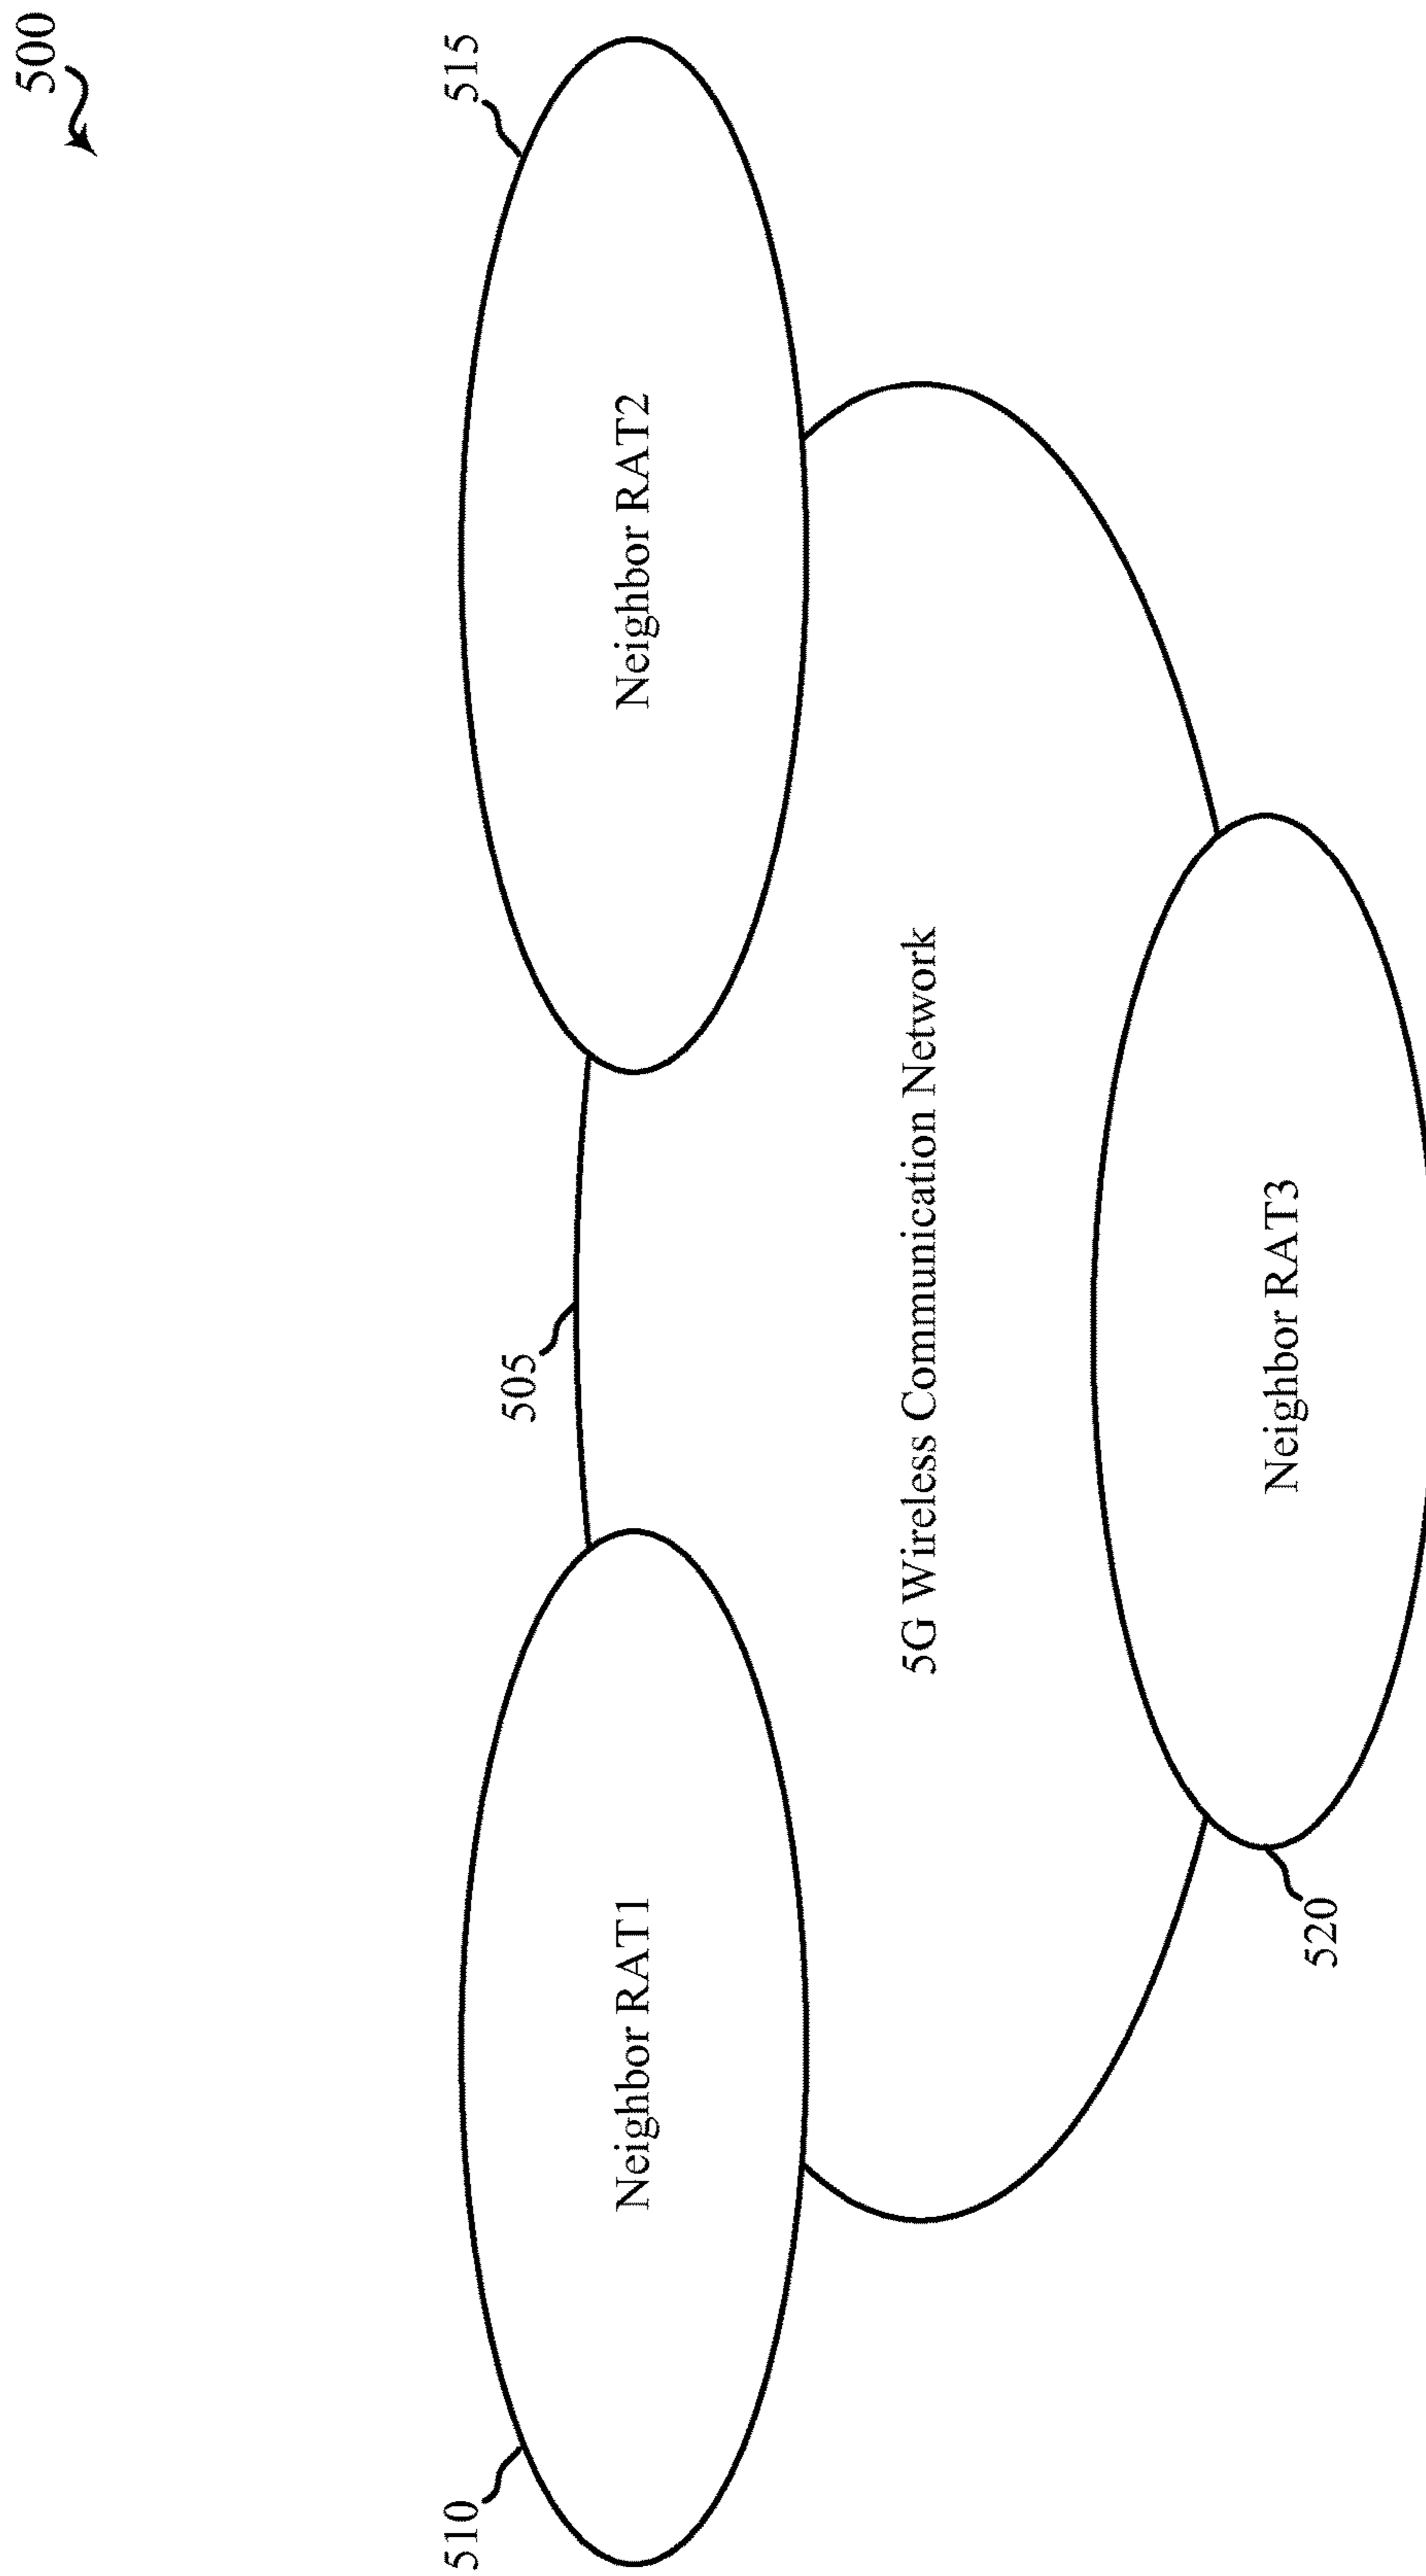 500
510
505
515
Neighbor RAT1
Neighbor RAT2
5G Wireless Communication Network
Neighbor RAT3
520